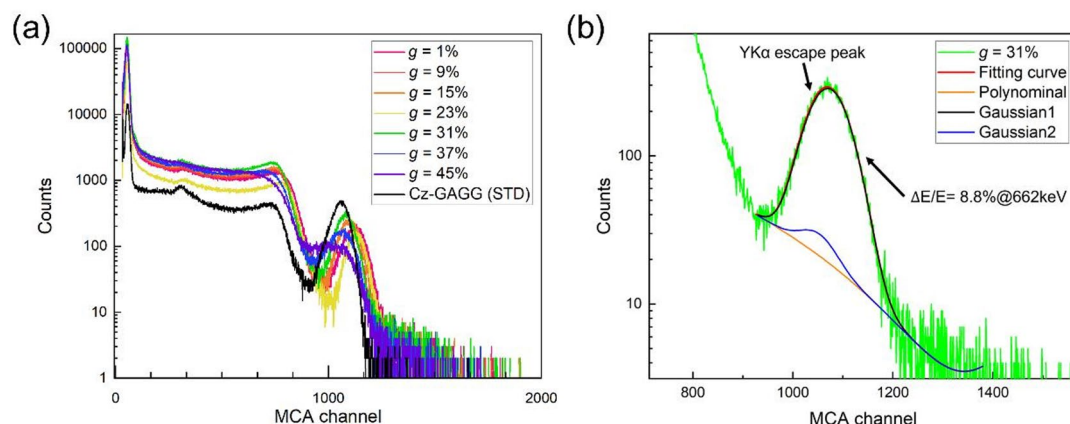 (a)
100000
10000
1000
100
10
1
Counts
0
1000
2000
MCA channel
g = 1%
g = 9%
g = 15%
g = 23%
g = 31%
g = 37%
g = 45%
Cz-GAGG (STD)
(b)
YKα escape peak
g = 31%
Fitting curve
Polynominal
Gaussian1
Gaussian2
ΔE/E= 8.8%@662keV
100
10
Counts
800
1000
1200
1400
MCA channel